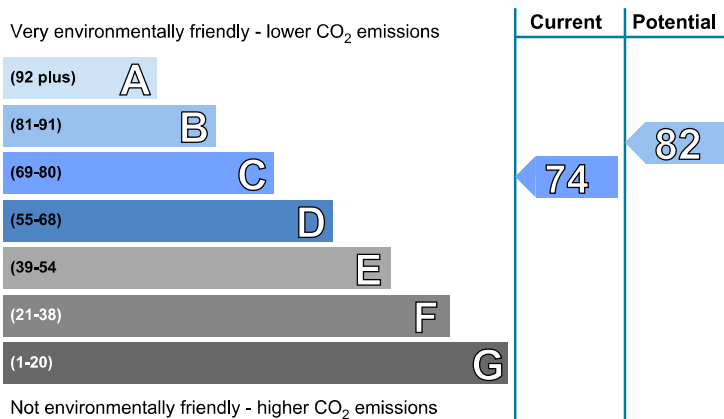 Very environmentally friendly - lower CO₂ emissions
Current
Potential
(92 plus) A
(81-91) B
(69-80) C
(55-68) D
(39-54 E
(21-38) F
(1-20) G
74
82
Not environmentally friendly - higher CO₂ emissions